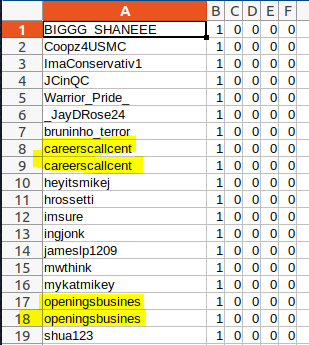 A B C D E F
1 BIGGG_SHANEEE 1 0 0 0 0
2 Coopz4USMC 1 0 0 0 0
3 ImaConservativ1 1 0 0 0 0
4 JCinQC 1 0 0 0 0
5 Warrior_Pride_ 1 0 0 0 0
6 _JayDRose24 1 0 0 0 0
7 bruninho_terror 1 0 0 0 0
8 careerscallcent 1 0 0 0 0
9 careerscallcent 1 0 0 0 0
10 heyitsmikej 1 0 0 0 0
11 hrossetti 1 0 0 0 0
12 imsure 1 0 0 0 0
13 ingjonk 1 0 0 0 0
14 jameslp1209 1 0 0 0 0
15 mwthink 1 0 0 0 0
16 mykatmikey 1 0 0 0 0
17 openingsbusines 1 0 0 0 0
18 openingsbusines 1 0 0 0 0
19 shua123 1 0 0 0 0